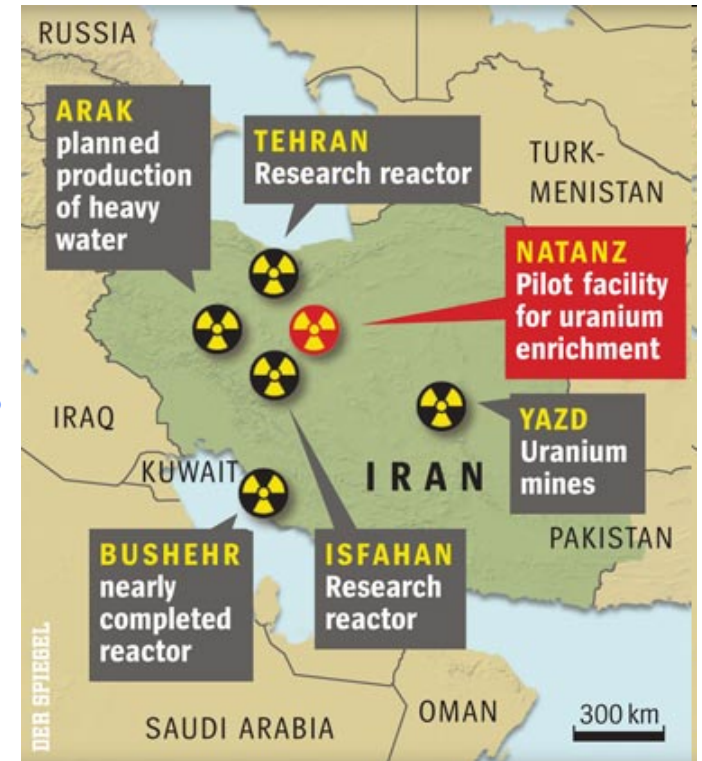 RUSSIA
ARAK
planned
production
of heavy
water
TEHRAN
Research reactor
TURK-
MENISTAN
NATANZ
Pilot facility
for uranium
enrichment
IRAQ
KUWAIT
IRAN
YAZD
Uranium
mines
PAKISTAN
BUSHEHR
nearly
completed
reactor
ISFAHAN
Research
reactor
SAUDI ARABIA
OMAN
300 km
DER SPIEGEL